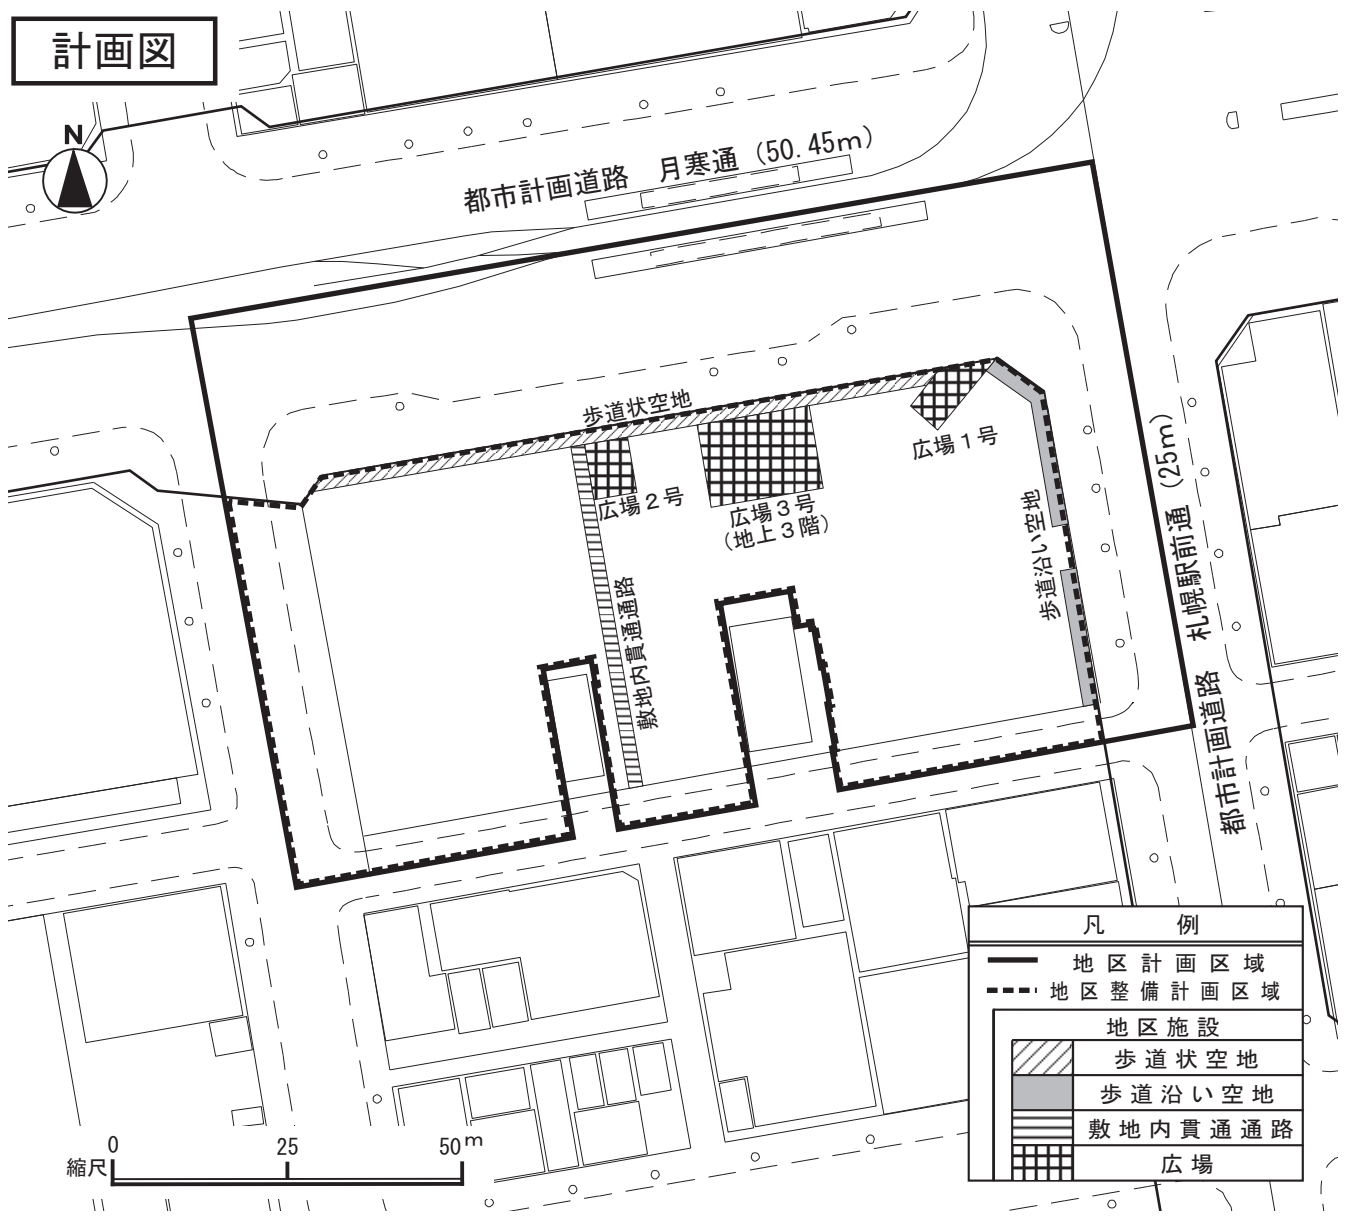 計画図
N
都市計画道路 月寒通 (50.45m)
歩道状空地
広場1号
広場2号
広場3号
(地上3階)
歩道沿い空地
敷地内貫通通路
都市計画道路 札幌駅前通 (25m)
凡 例
地区計画区域
地区整備計画区域
地区施設
歩道状空地
歩道沿い空地
敷地内貫通通路
広場
縮尺 0 25 50m